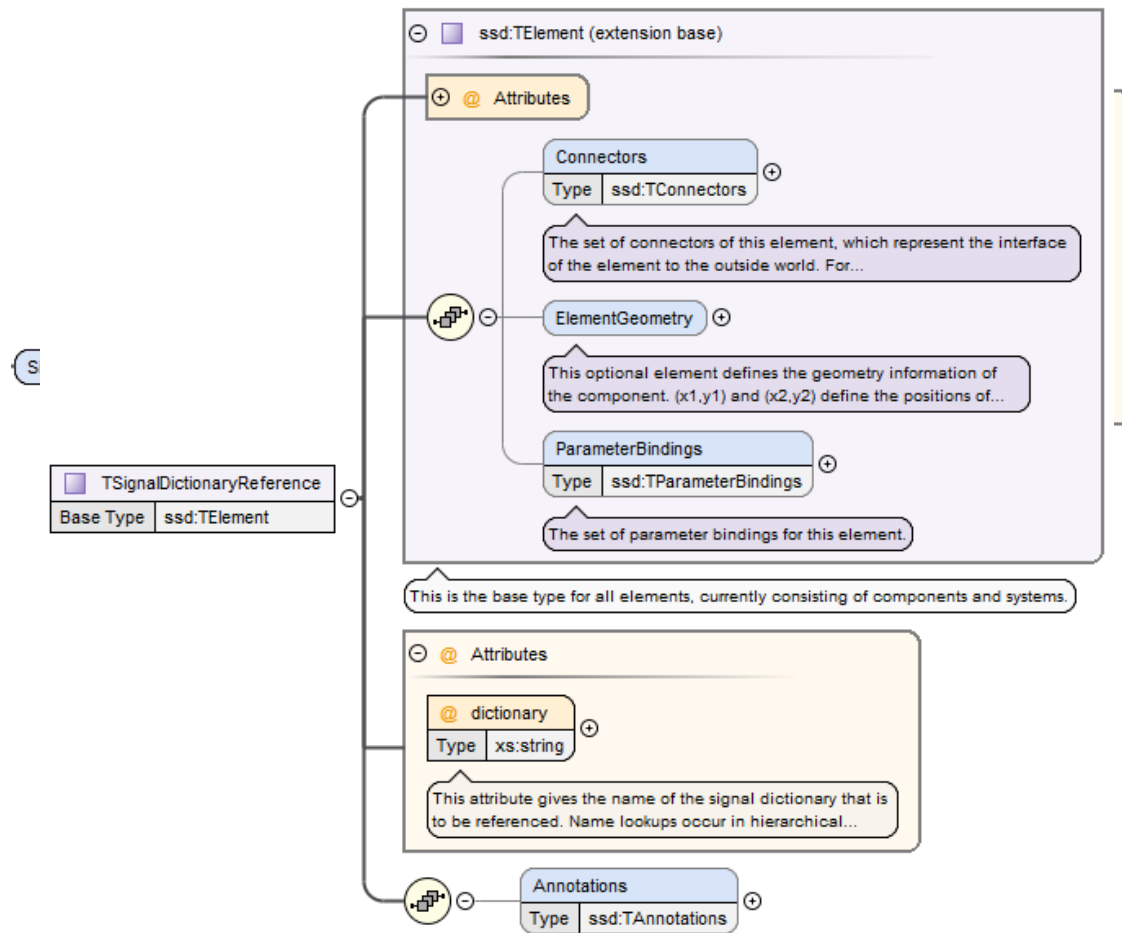 ssd:TElement (extension base)
@ Attributes
Connectors
Type ssd:TConnectors
The set of connectors of this element, which represent the interface
of the element to the outside world. For...
ElementGeometry
This optional element defines the geometry information of
the component. (x1,y1) and (x2,y2) define the positions of...
ParameterBindings
Type ssd:TParameterBindings
The set of parameter bindings for this element.
TSignalDictionaryReference
Base Type ssd:TElement
This is the base type for all elements, currently consisting of components and systems.
@ Attributes
@ dictionary
Type xs:string
This attribute gives the name of the signal dictionary that is
to be referenced. Name lookups occur in hierarchical...
Annotations
Type ssd:TAnnotations